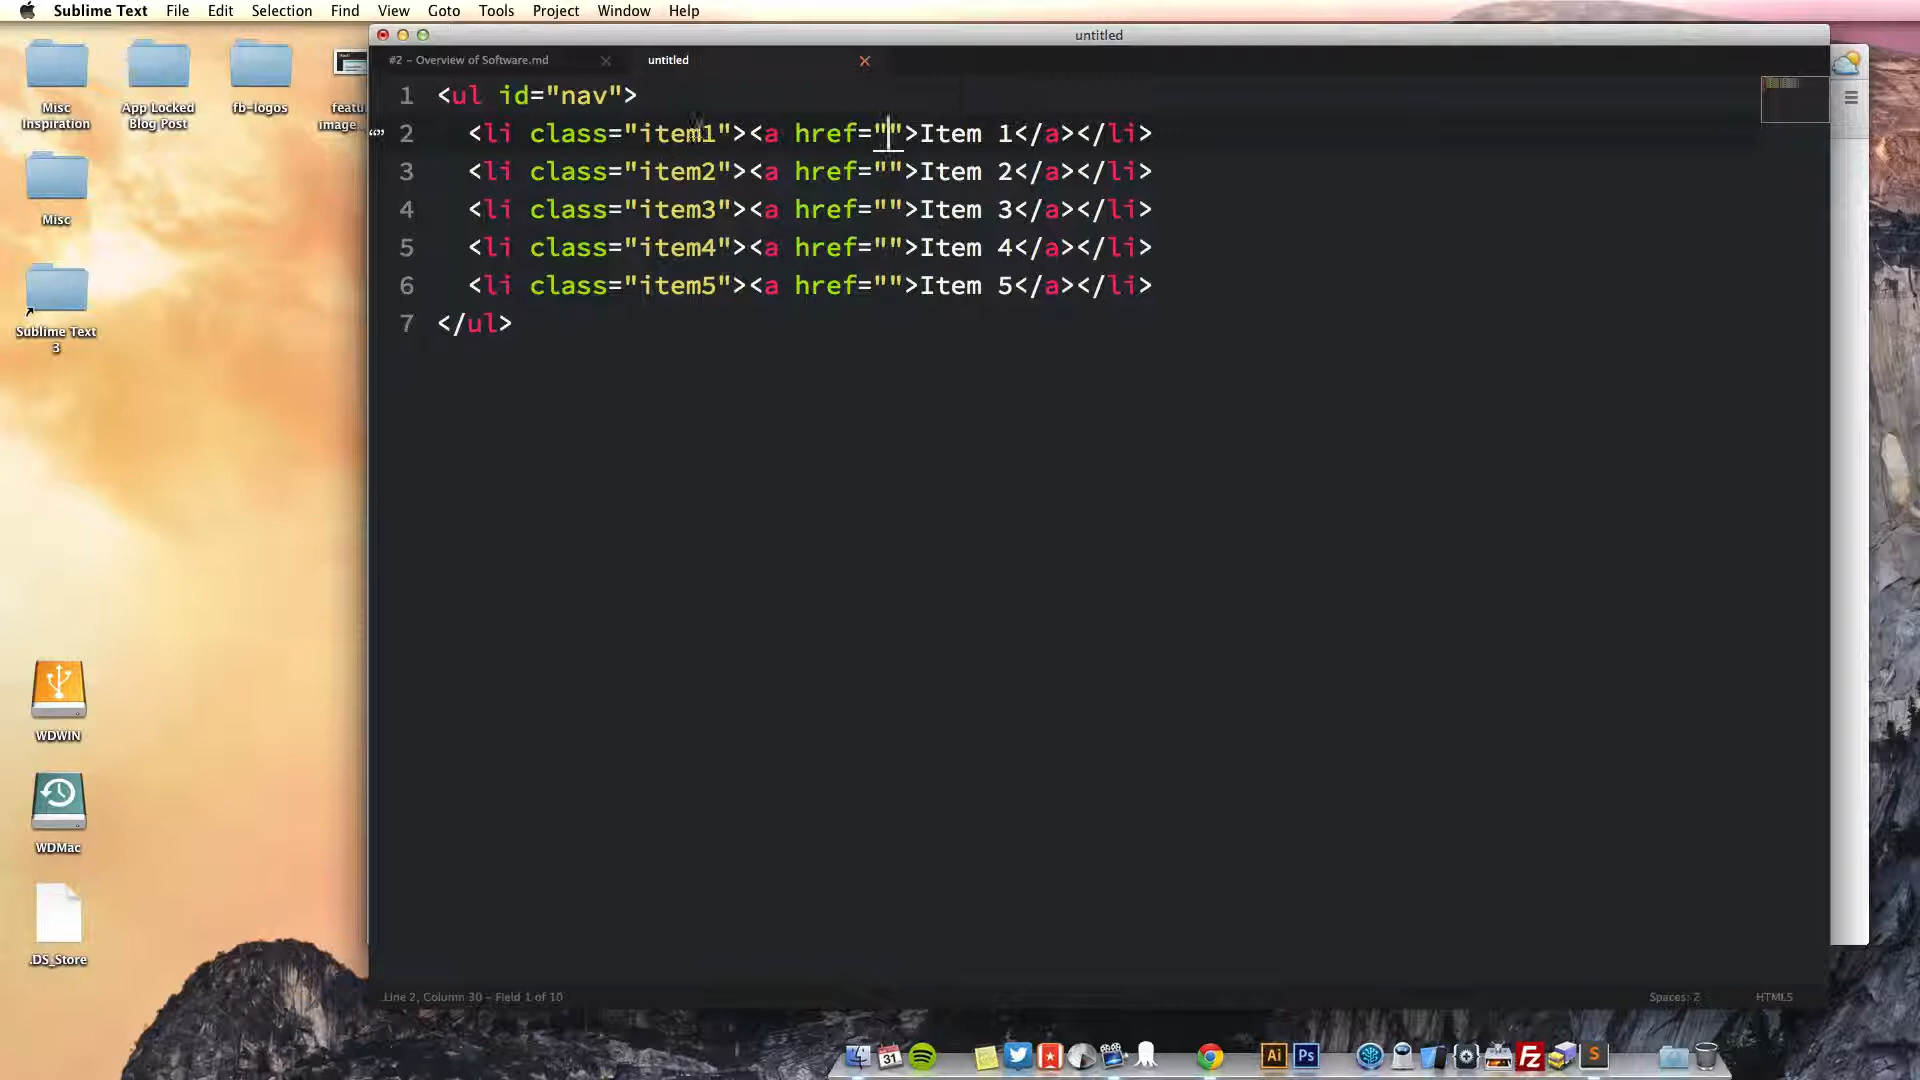 Sublime Text File Edit Selection Find View Goto Tools Project Window Help
untitled
#2 – Overview of Software.md
untitled
1 <ul id="nav">
2 <li class="item1"><a href="">Item 1</a></li>
3 <li class="item2"><a href="">Item 2</a></li>
4 <li class="item3"><a href="">Item 3</a></li>
5 <li class="item4"><a href="">Item 4</a></li>
6 <li class="item5"><a href="">Item 5</a></li>
7 </ul>
Misc
Inspiration
App Locked
Blog Post
fb-logos
Misc
Sublime Text
3
WDWIN
WDMac
.DS_Store
Line 2, Column 30 – Field 1 of 10
Spaces: 2
HTML5
31
Ai
Ps
FZ
S